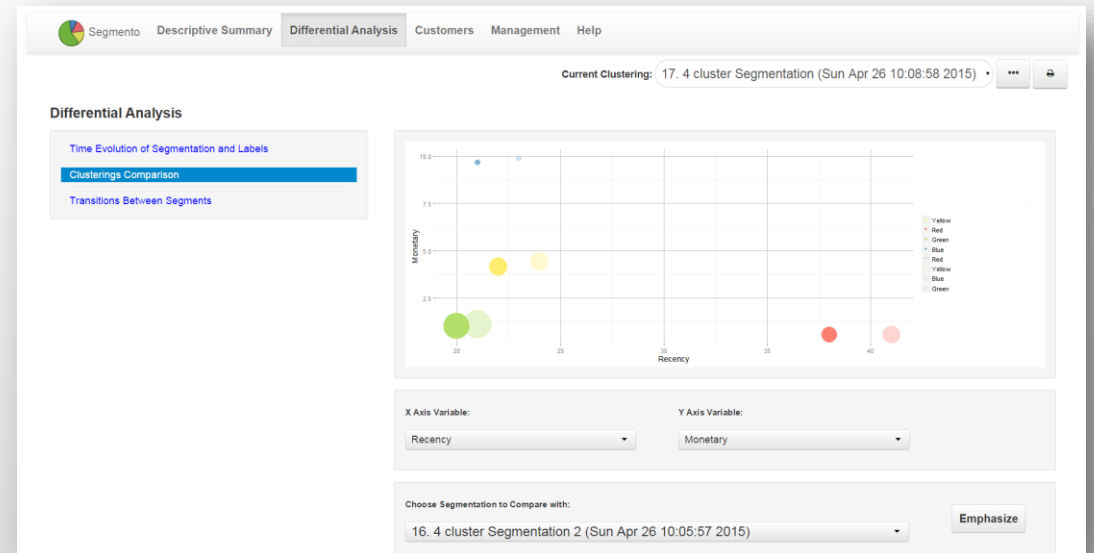 Segmento Descriptive Summary Differential Analysis Customers Management Help
Current Clustering: 17. 4 cluster Segmentation (Sun Apr 26 10:08:58 2015)
Differential Analysis
Time Evolution of Segmentation and Labels
Clusterings Comparison
Transitions Between Segments
10.0
7.5
5.0
2.5
Monetary
20 25 30 35 40
Recency
Yellow
Red
Green
Blue
Red
Yellow
Blue
Green
X Axis Variable: Y Axis Variable:
Recency Monetary
Choose Segmentation to Compare with:
16. 4 cluster Segmentation 2 (Sun Apr 26 10:05:57 2015)
Emphasize